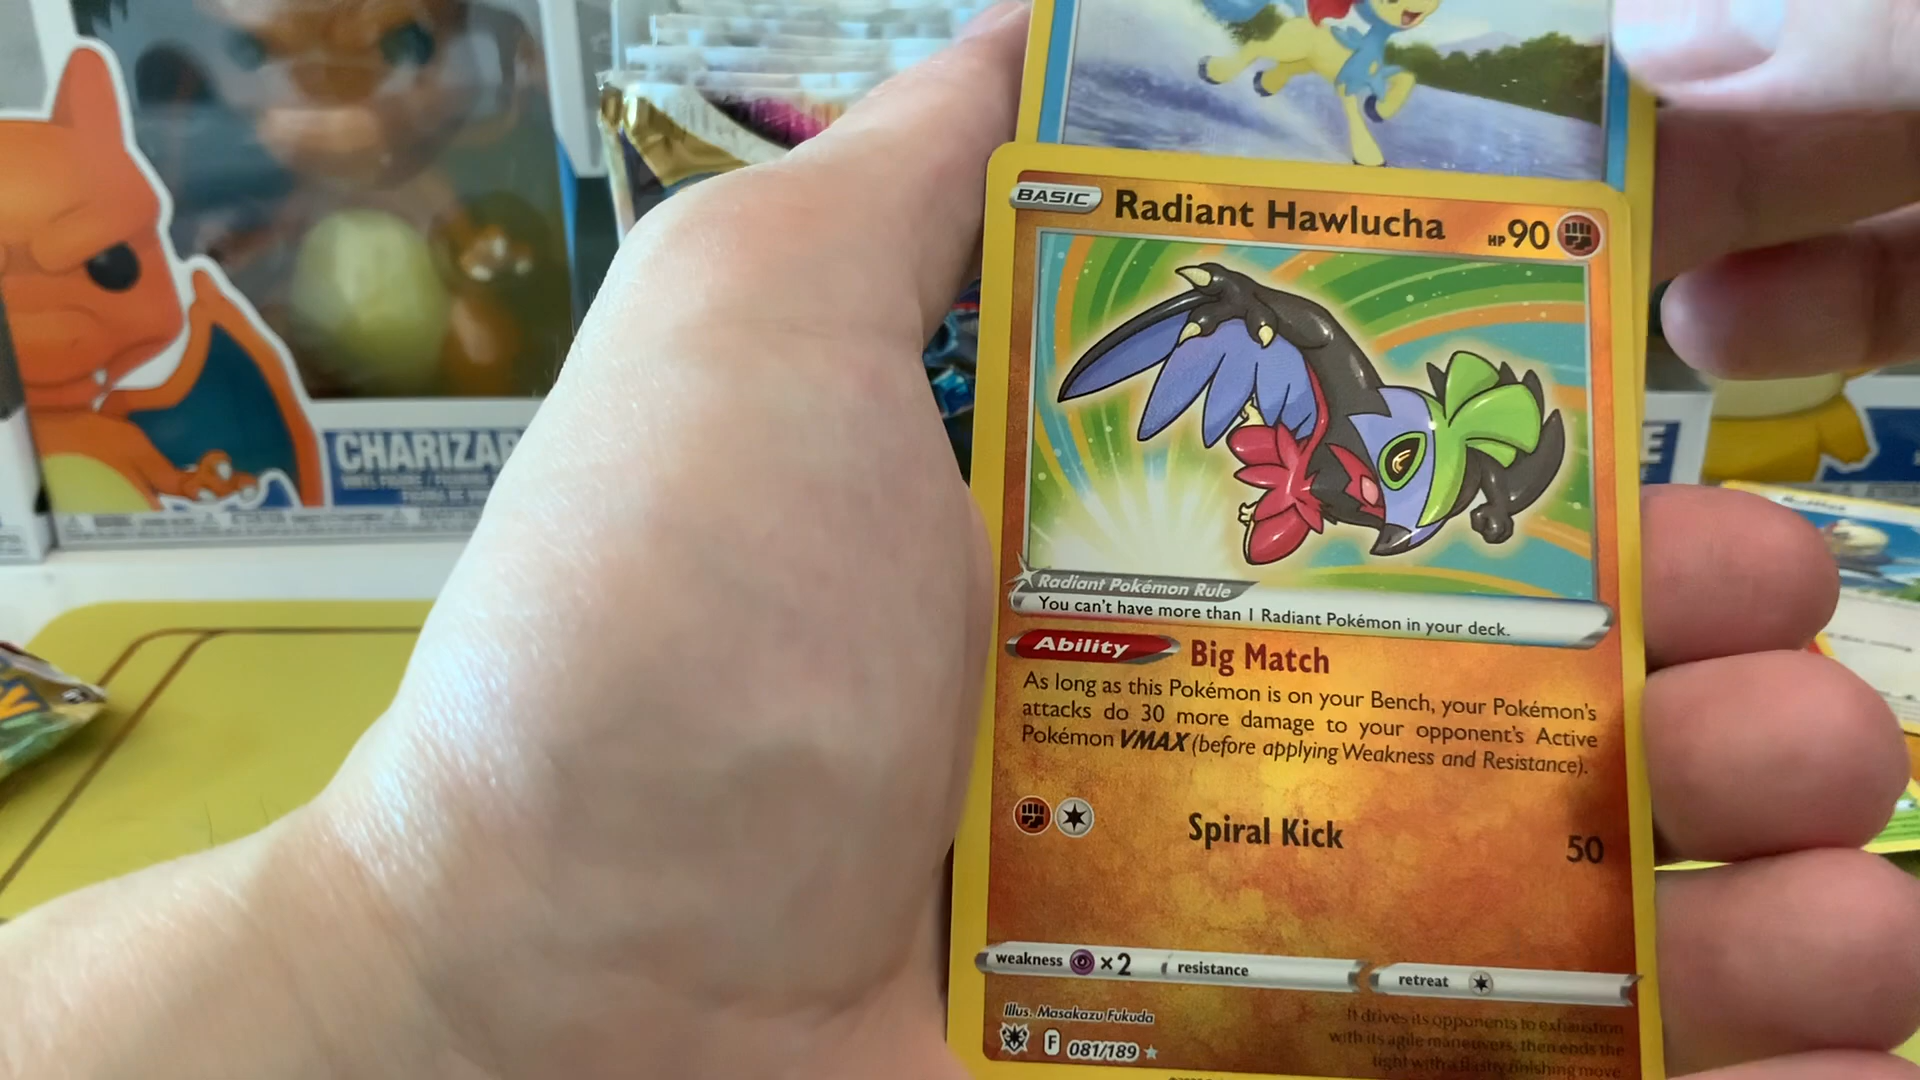 BASIC
Radiant Hawlucha
HP 90
Radiant Pokémon Rule
You can't have more than 1 Radiant Pokémon in your deck.
Ability Big Match
As long as this Pokémon is on your Bench, your Pokémon's
attacks do 30 more damage to your opponent's Active
Pokémon VMAX (before applying Weakness and Resistance).
Spiral Kick 50
weakness ×2 resistance retreat
Illus. Masakazu Fukuda
F 081/189
It drives its opponents to exhaustion
with its agile maneuvers, then ends the
fight with a flashy finishing move.
CHARIZAR